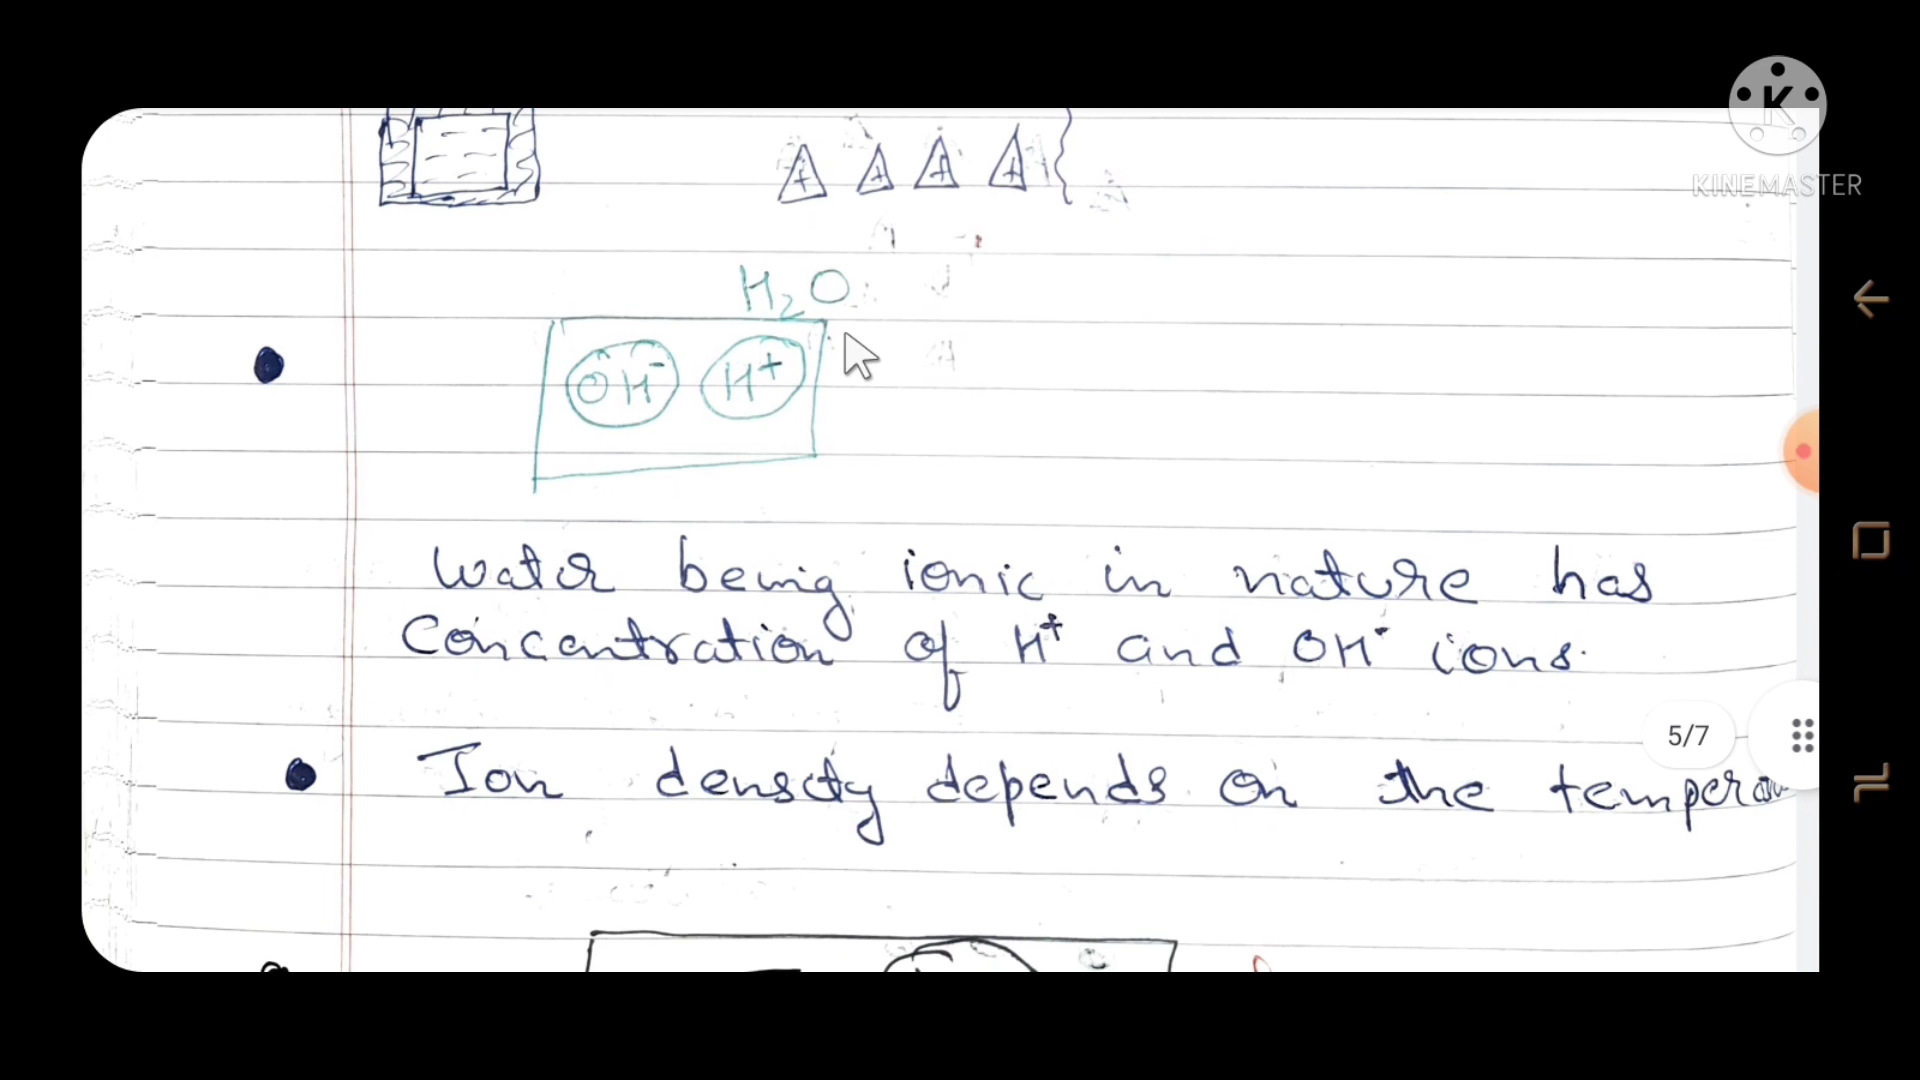 KINEMASTER
H₂O
OH⁻ H⁺
Water being ionic in nature has
Concentration of H⁺ and OH⁻ ions.
5/7
Ion density depends on the